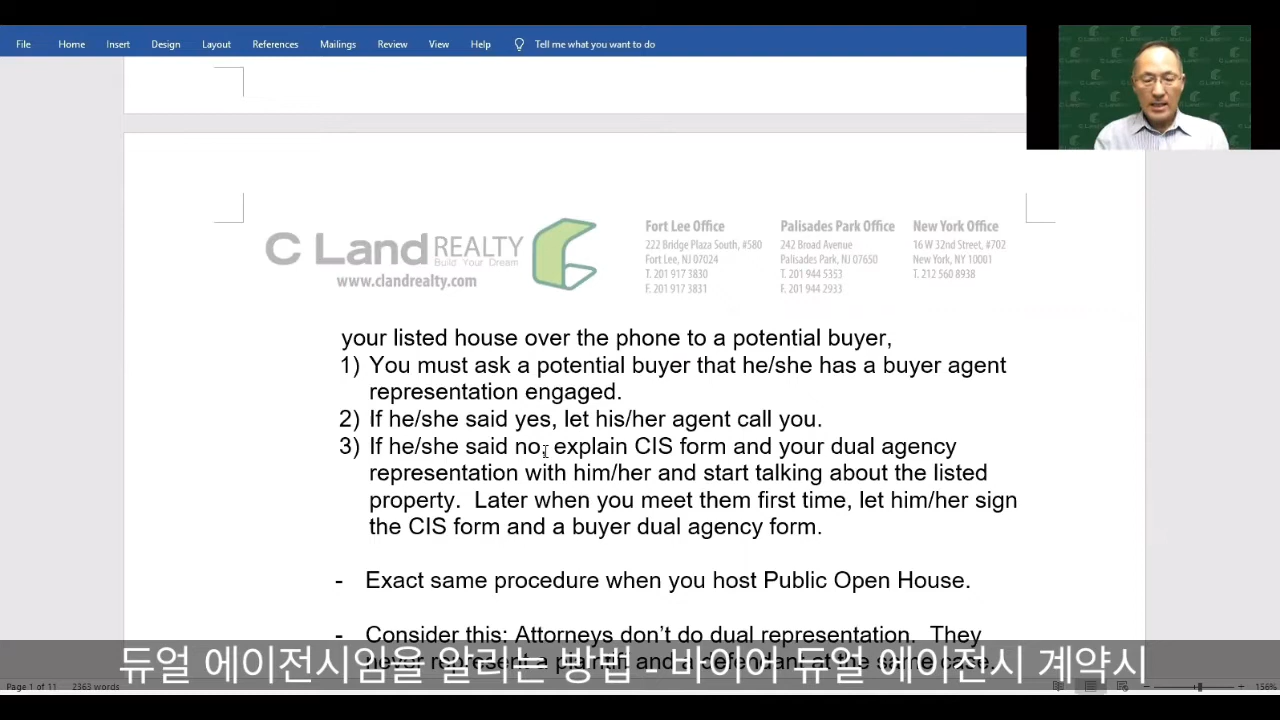 File Home Insert Design Layout References Mailings Review View Help Tell me what you want to do
C Land REALTY
Build Your Dream
www.clandrealty.com
Fort Lee Office
222 Bridge Plaza South, #580
Fort Lee, NJ 07024
T. 201 917 3830
F. 201 917 3831
Palisades Park Office
242 Broad Avenue
Palisades Park, NJ 07650
T. 201 944 5353
F. 201 944 2933
New York Office
16 W 32nd Street, #702
New York, NY 10001
T. 212 560 8938
your listed house over the phone to a potential buyer,
1) You must ask a potential buyer that he/she has a buyer agent
representation engaged.
2) If he/she said yes, let his/her agent call you.
3) If he/she said no, explain CIS form and your dual agency
representation with him/her and start talking about the listed
property. Later when you meet them first time, let him/her sign
the CIS form and a buyer dual agency form.
- Exact same procedure when you host Public Open House.
- Consider this: Attorneys don't do dual representation. They
never represent a plaintiff and a defendant at the same case.
듀얼 에이전시임을 알리는 방법 - 바이어 듀얼 에이전시 계약시
Page 1 of 11 2363 words
156%